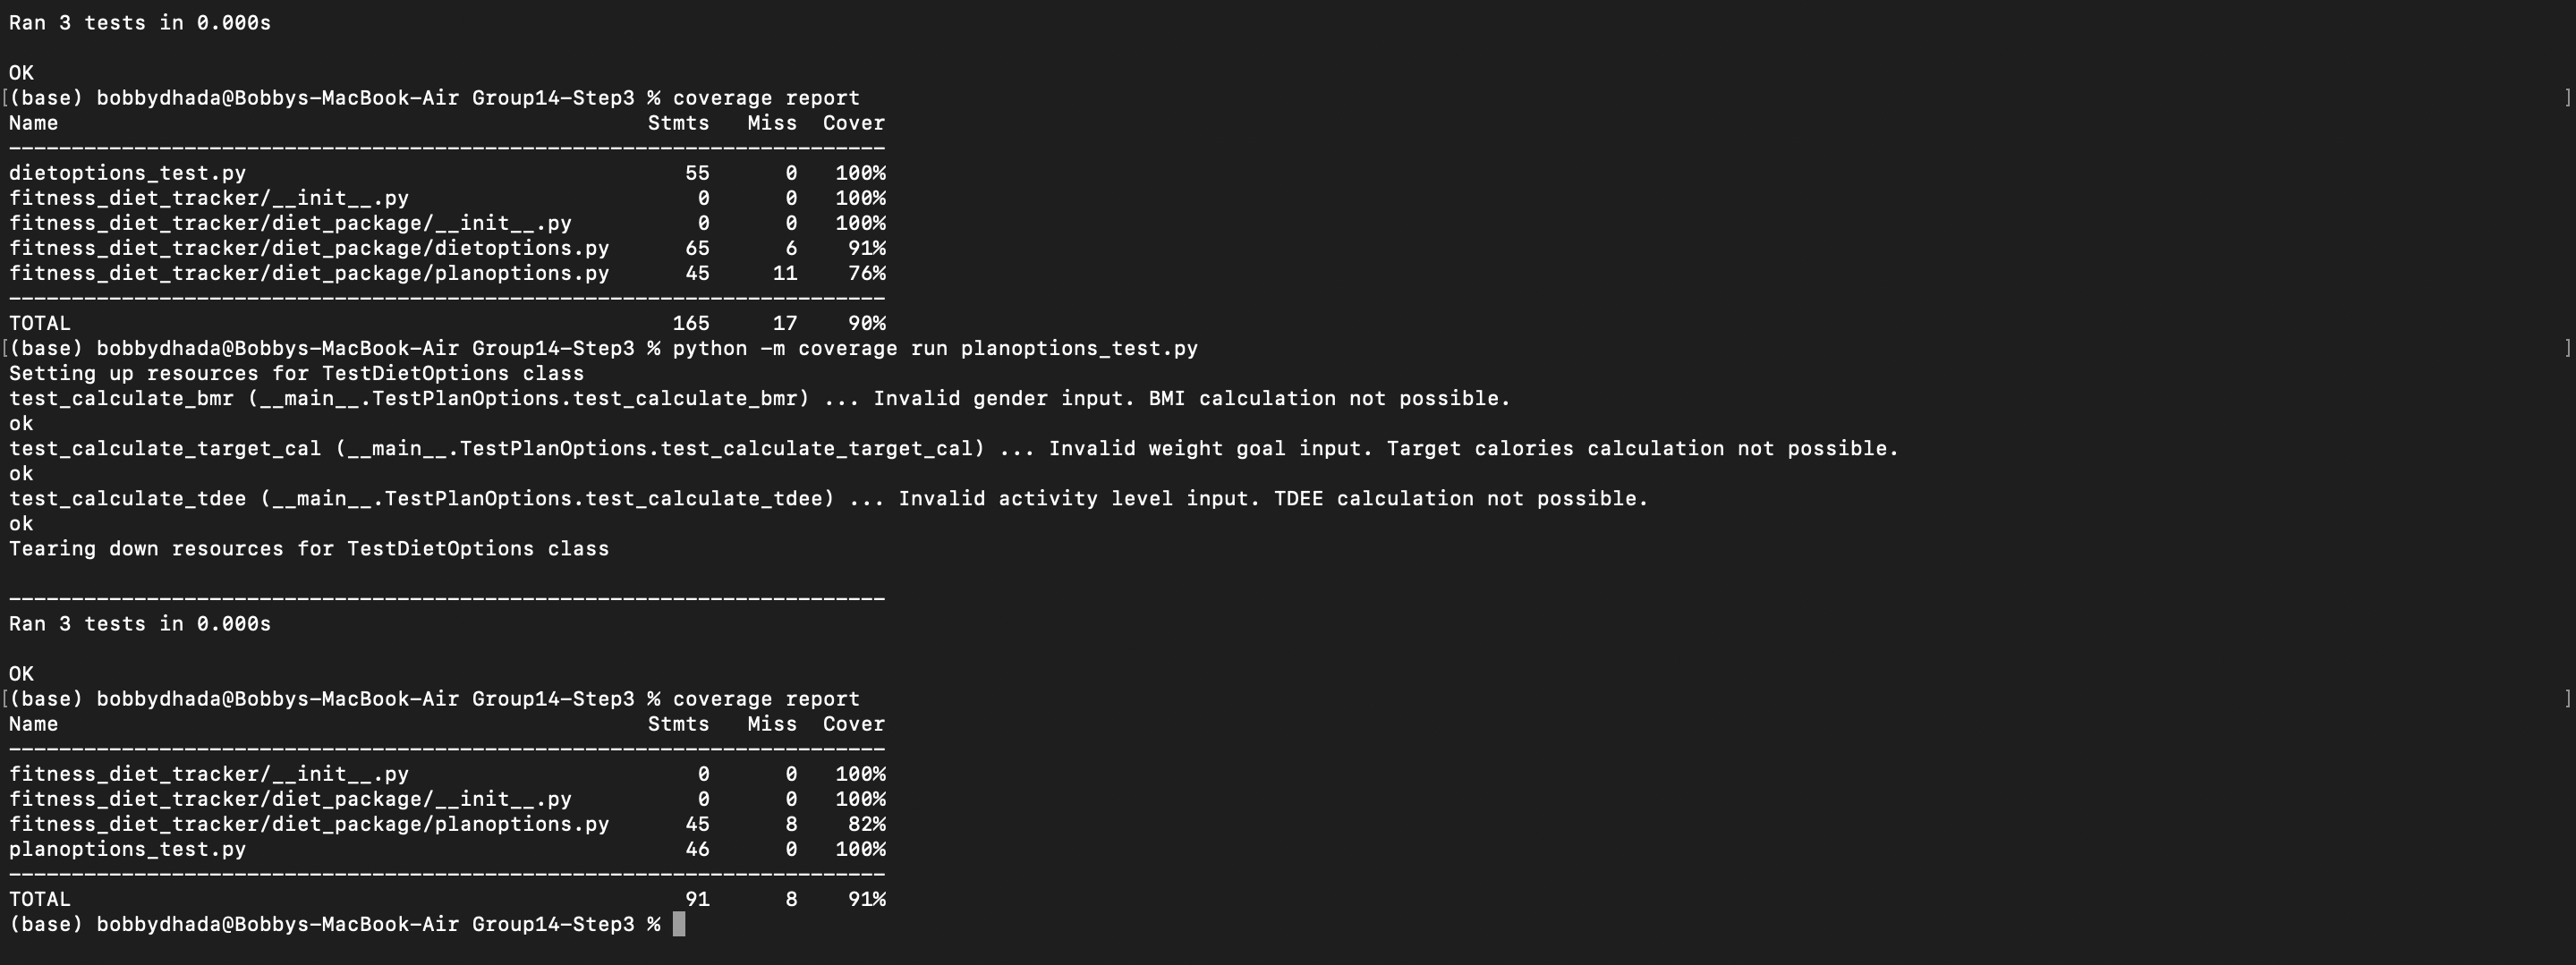 Ran 3 tests in 0.000s
OK
[(base) bobbydhada@Bobbys-MacBook-Air Group14-Step3 % coverage report ]
Name Stmts Miss Cover
----------------------------------------------------------------------
dietoptions_test.py 55 0 100%
fitness_diet_tracker/__init__.py 0 0 100%
fitness_diet_tracker/diet_package/__init__.py 0 0 100%
fitness_diet_tracker/diet_package/dietoptions.py 65 6 91%
fitness_diet_tracker/diet_package/planoptions.py 45 11 76%
----------------------------------------------------------------------
TOTAL 165 17 90%
[(base) bobbydhada@Bobbys-MacBook-Air Group14-Step3 % python -m coverage run planoptions_test.py ]
Setting up resources for TestDietOptions class
test_calculate_bmr (__main__.TestPlanOptions.test_calculate_bmr) ... Invalid gender input. BMI calculation not possible.
ok
test_calculate_target_cal (__main__.TestPlanOptions.test_calculate_target_cal) ... Invalid weight goal input. Target calories calculation not possible.
ok
test_calculate_tdee (__main__.TestPlanOptions.test_calculate_tdee) ... Invalid activity level input. TDEE calculation not possible.
ok
Tearing down resources for TestDietOptions class
----------------------------------------------------------------------
Ran 3 tests in 0.000s
OK
[(base) bobbydhada@Bobbys-MacBook-Air Group14-Step3 % coverage report ]
Name Stmts Miss Cover
----------------------------------------------------------------------
fitness_diet_tracker/__init__.py 0 0 100%
fitness_diet_tracker/diet_package/__init__.py 0 0 100%
fitness_diet_tracker/diet_package/planoptions.py 45 8 82%
planoptions_test.py 46 0 100%
----------------------------------------------------------------------
TOTAL 91 8 91%
(base) bobbydhada@Bobbys-MacBook-Air Group14-Step3 %